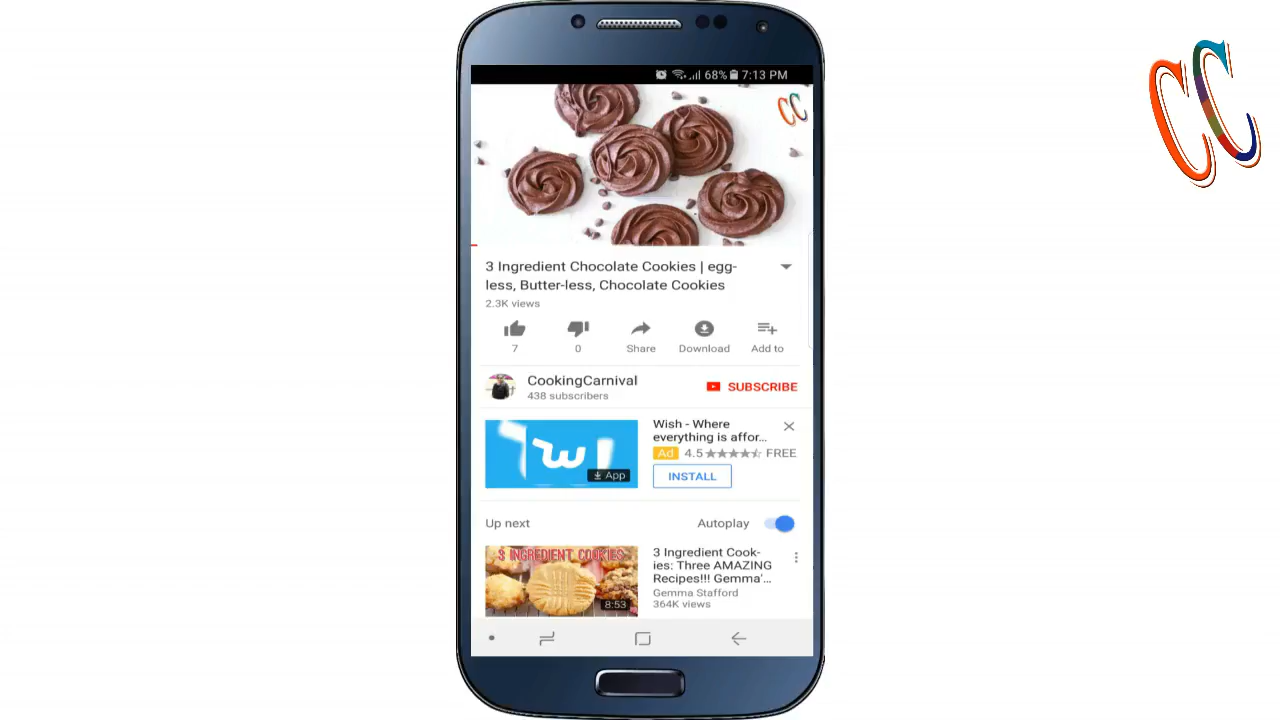 CC
68% 7:13 PM
CC
3 Ingredient Chocolate Cookies | egg-
less, Butter-less, Chocolate Cookies
2.3K views
7
0
Share
Download
Add to
CookingCarnival
438 subscribers
SUBSCRIBE
Wish - Where
everything is affor...
Ad 4.5 FREE
INSTALL
w
App
Up next
Autoplay
3 INGREDIENT COOKIES
8:53
3 Ingredient Cook-
ies: Three AMAZING
Recipes!!! Gemma'...
Gemma Stafford
364K views